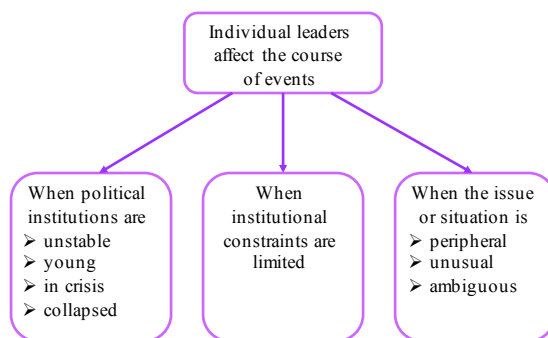 Individual leaders
affect the course
of events
When political
institutions are
➢ unstable
➢ young
➢ in crisis
➢ collapsed
When
institutional
constraints are
limited
When the issue
or situation is
➢ peripheral
➢ unusual
➢ ambiguous